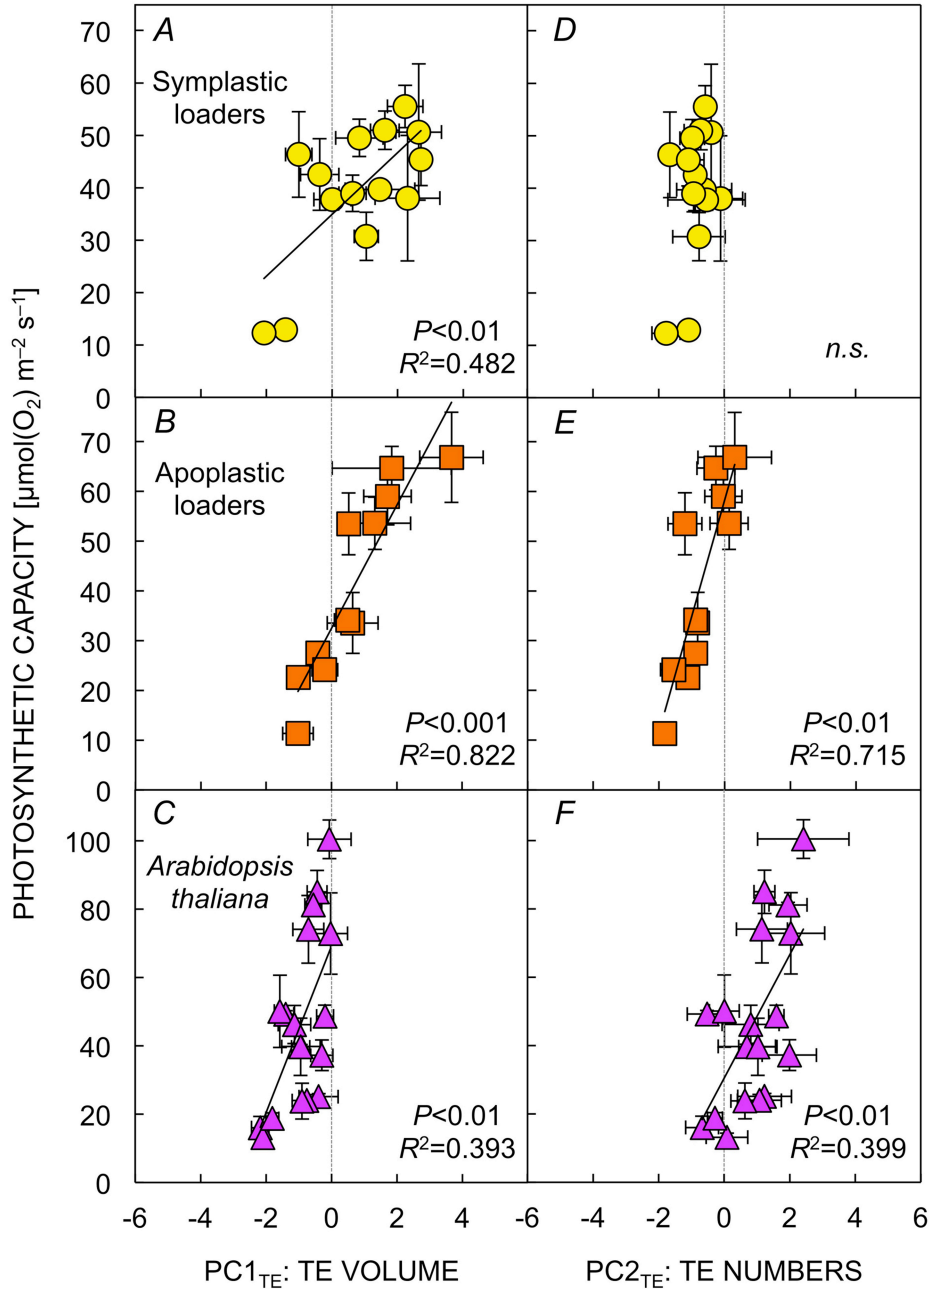 PHOTOSYNTHETIC CAPACITY [µmol(O₂) m⁻² s⁻¹]
A
Symplastic
loaders
P<0.01
R²=0.482
70
60
50
40
30
20
10
0
D
n.s.
B
Apoplastic
loaders
P<0.001
R²=0.822
70
60
50
40
30
20
10
0
E
P<0.01
R²=0.715
C
Arabidopsis
thaliana
P<0.01
R²=0.393
100
80
60
40
20
0
F
P<0.01
R²=0.399
-6 -2 0 2 4 -6 -2 0 2 4 6
PC1TE: TE VOLUME
PC2TE: TE NUMBERS